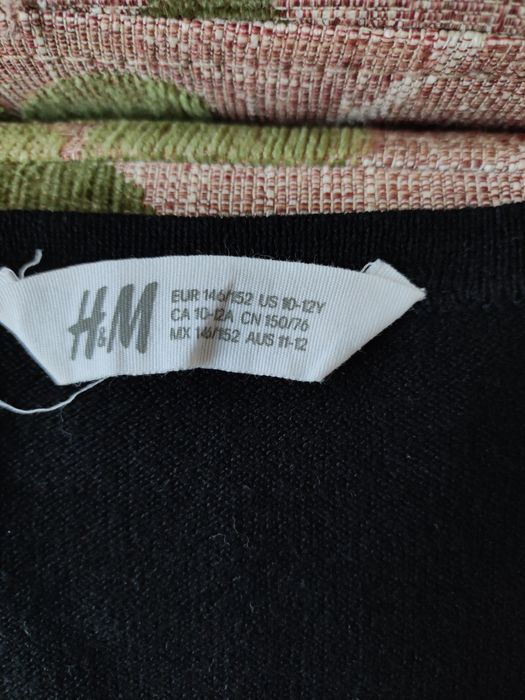 H&M
EUR 146/152 US 10-12Y
CA 10-12A CN 150/76
MX 146/152 AUS 11-12